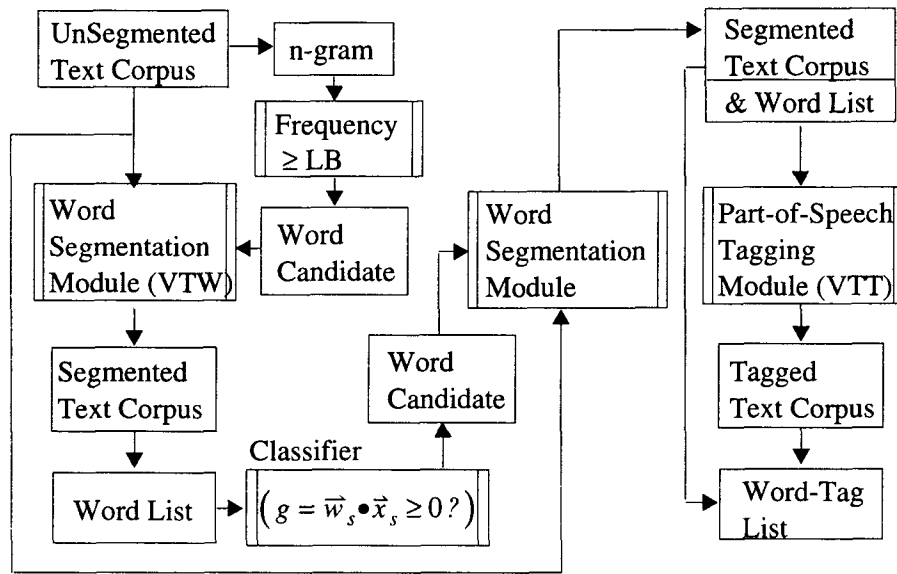 UnSegmented
Text Corpus
n-gram
Frequency
≥ LB
Word
Segmentation
Module (VTW)
Word
Candidate
Segmented
Text Corpus
Word List
Classifier
( g = w⃗ s • x⃗ s ≥ 0 ? )
Word
Candidate
Word
Segmentation
Module
Segmented
Text Corpus
& Word List
Part-of-Speech
Tagging
Module (VTT)
Tagged
Text Corpus
Word-Tag
List